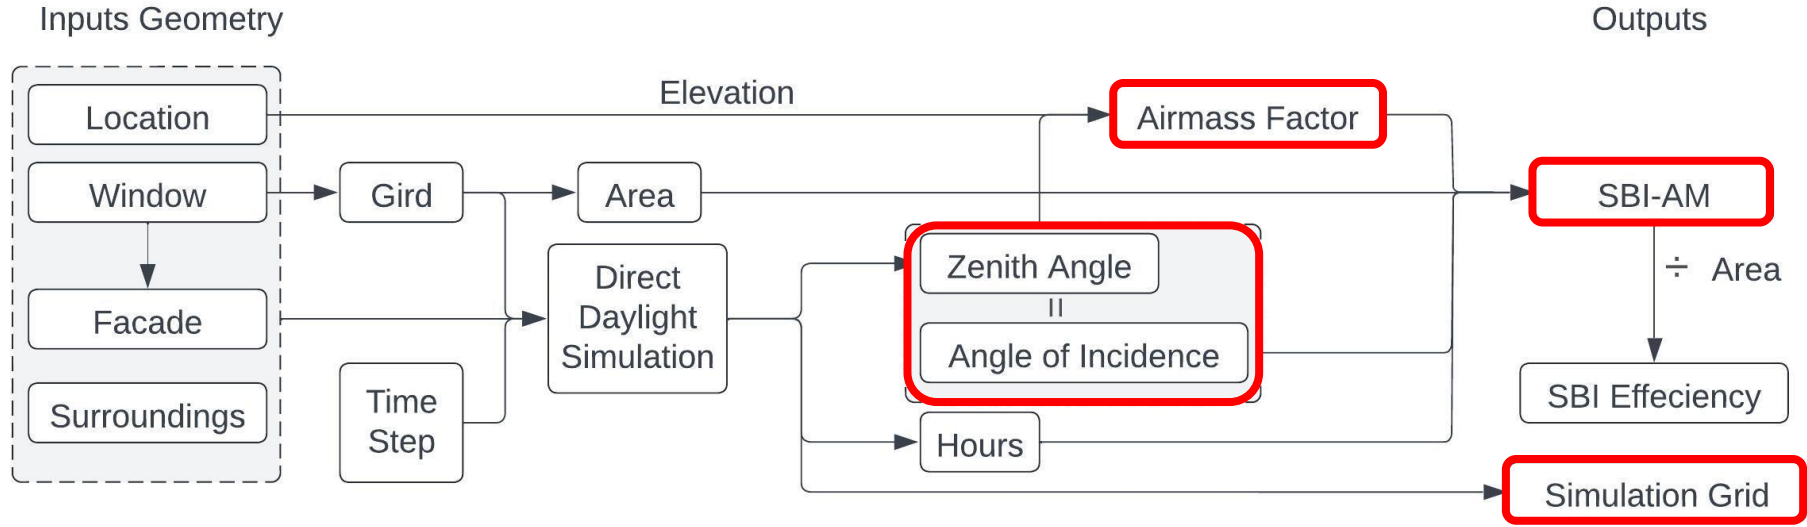 Inputs Geometry
Outputs
Location
Elevation
Airmass Factor
Window
Gird
Area
SBI-AM
Facade
Direct
Daylight
Simulation
Zenith Angle
=
Angle of Incidence
÷ Area
Surroundings
Time
Step
Hours
SBI Effeciency
Simulation Grid